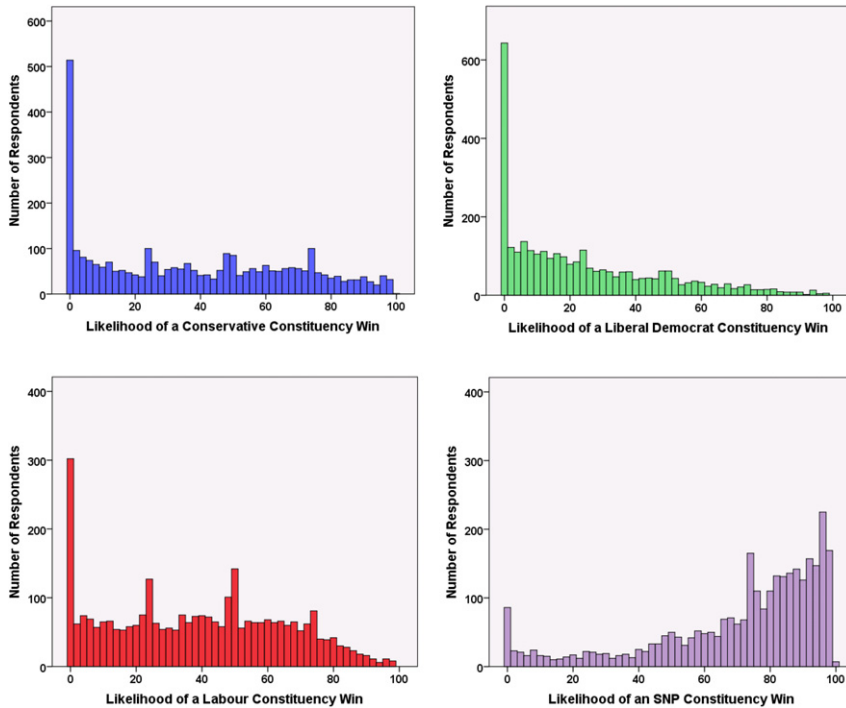 Number of Respondents
600
500
400
300
200
100
0
0 20 40 60 80 100
Likelihood of a Conservative Constituency Win
Number of Respondents
600
400
200
0
0 20 40 60 80 100
Likelihood of a Liberal Democrat Constituency Win
Number of Respondents
400
300
200
100
0
0 20 40 60 80 100
Likelihood of a Labour Constituency Win
Number of Respondents
400
300
200
100
0
0 20 40 60 80 100
Likelihood of an SNP Constituency Win